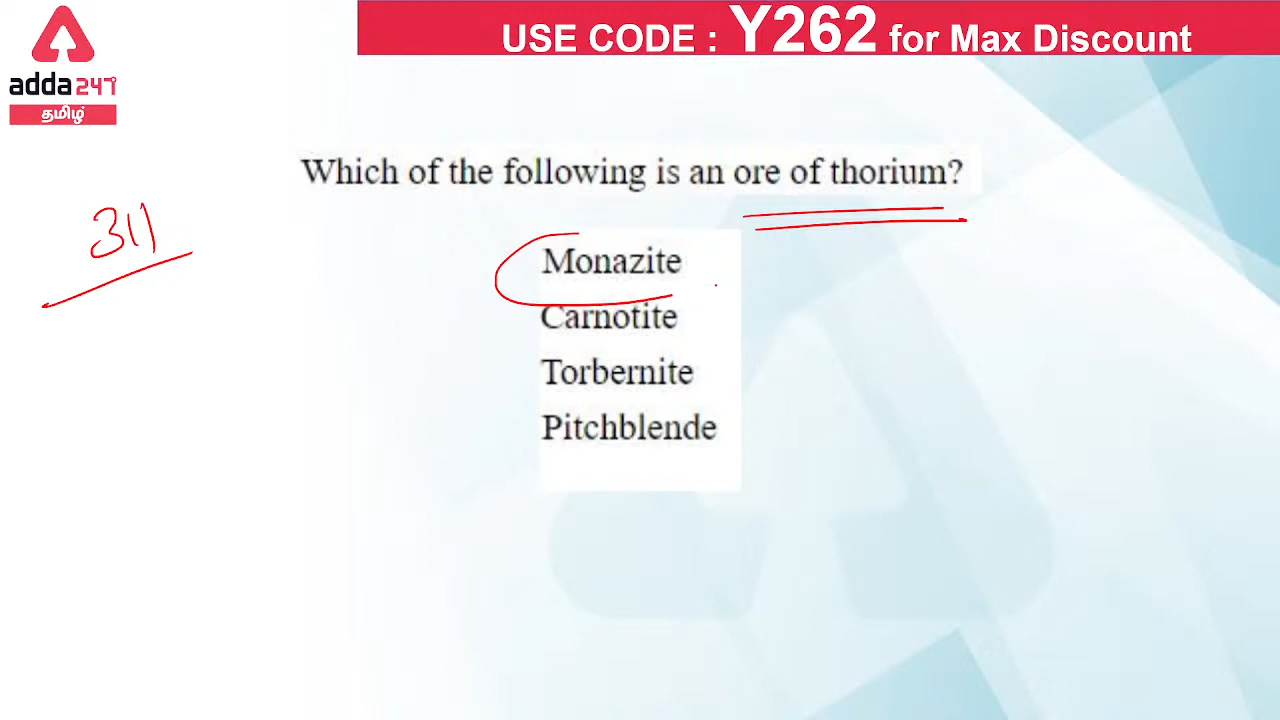 USE CODE : Y262 for Max Discount
adda247
தமிழ்
Which of the following is an ore of thorium?
Monazite
Carnotite
Torbernite
Pitchblende